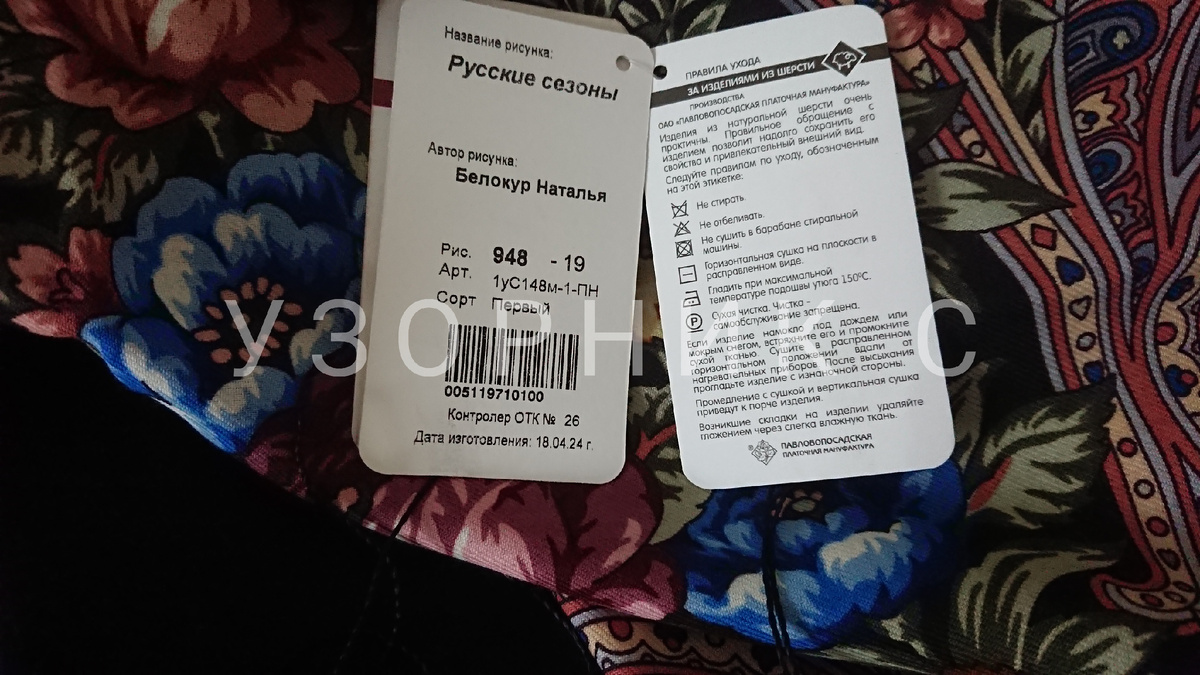 Название рисунка:
Русские сезоны
Автор рисунка:
Белокур Наталья
Рис. 948 - 19
Арт. 1уС148м-1-ПН
Сорт Первый
005119710100
Контролер ОТК № 26
Дата изготовления: 18.04.24 г.
ПРАВИЛА УХОДА
ЗА ИЗДЕЛИЯМИ ИЗ ШЕРСТИ
ПРОИЗВОДСТВА
ОАО «ПАВЛОВОПОСАДСКАЯ ПЛАТОЧНАЯ МАНУФАКТУРА»
Изделия из натуральной шерсти очень
практичны. Правильное обращение с
изделием позволит надолго сохранить его
свойства и привлекательный внешний вид.
Следуйте правилам по уходу, обозначенным
на этой этикетке:
Не стирать.
Не отбеливать.
Не сушить в барабане стиральной
машины.
Горизонтальная сушка на плоскости в
расправленном виде.
Гладить при максимальной
температуре подошвы утюга 150°С.
P
Сухая чистка. Чистка -
самообслуживание запрещена.
Если изделие намокло под дождем или
мокрым снегом, встряхните его и промокните
сухой тканью. Сушите в расправленном
горизонтальном положении вдали от
нагревательных приборов. После высыхания
прогладьте изделие с изнаночной стороны.
Промедление с сушкой и вертикальная сушка
приведут к порче изделия.
Возникшие складки на изделии удаляйте
глажением через слегка влажную ткань.
ПАВЛОВОПОСАДСКАЯ
ПЛАТОЧНАЯ МАНУФАКТУРА
УЗОРНИК С